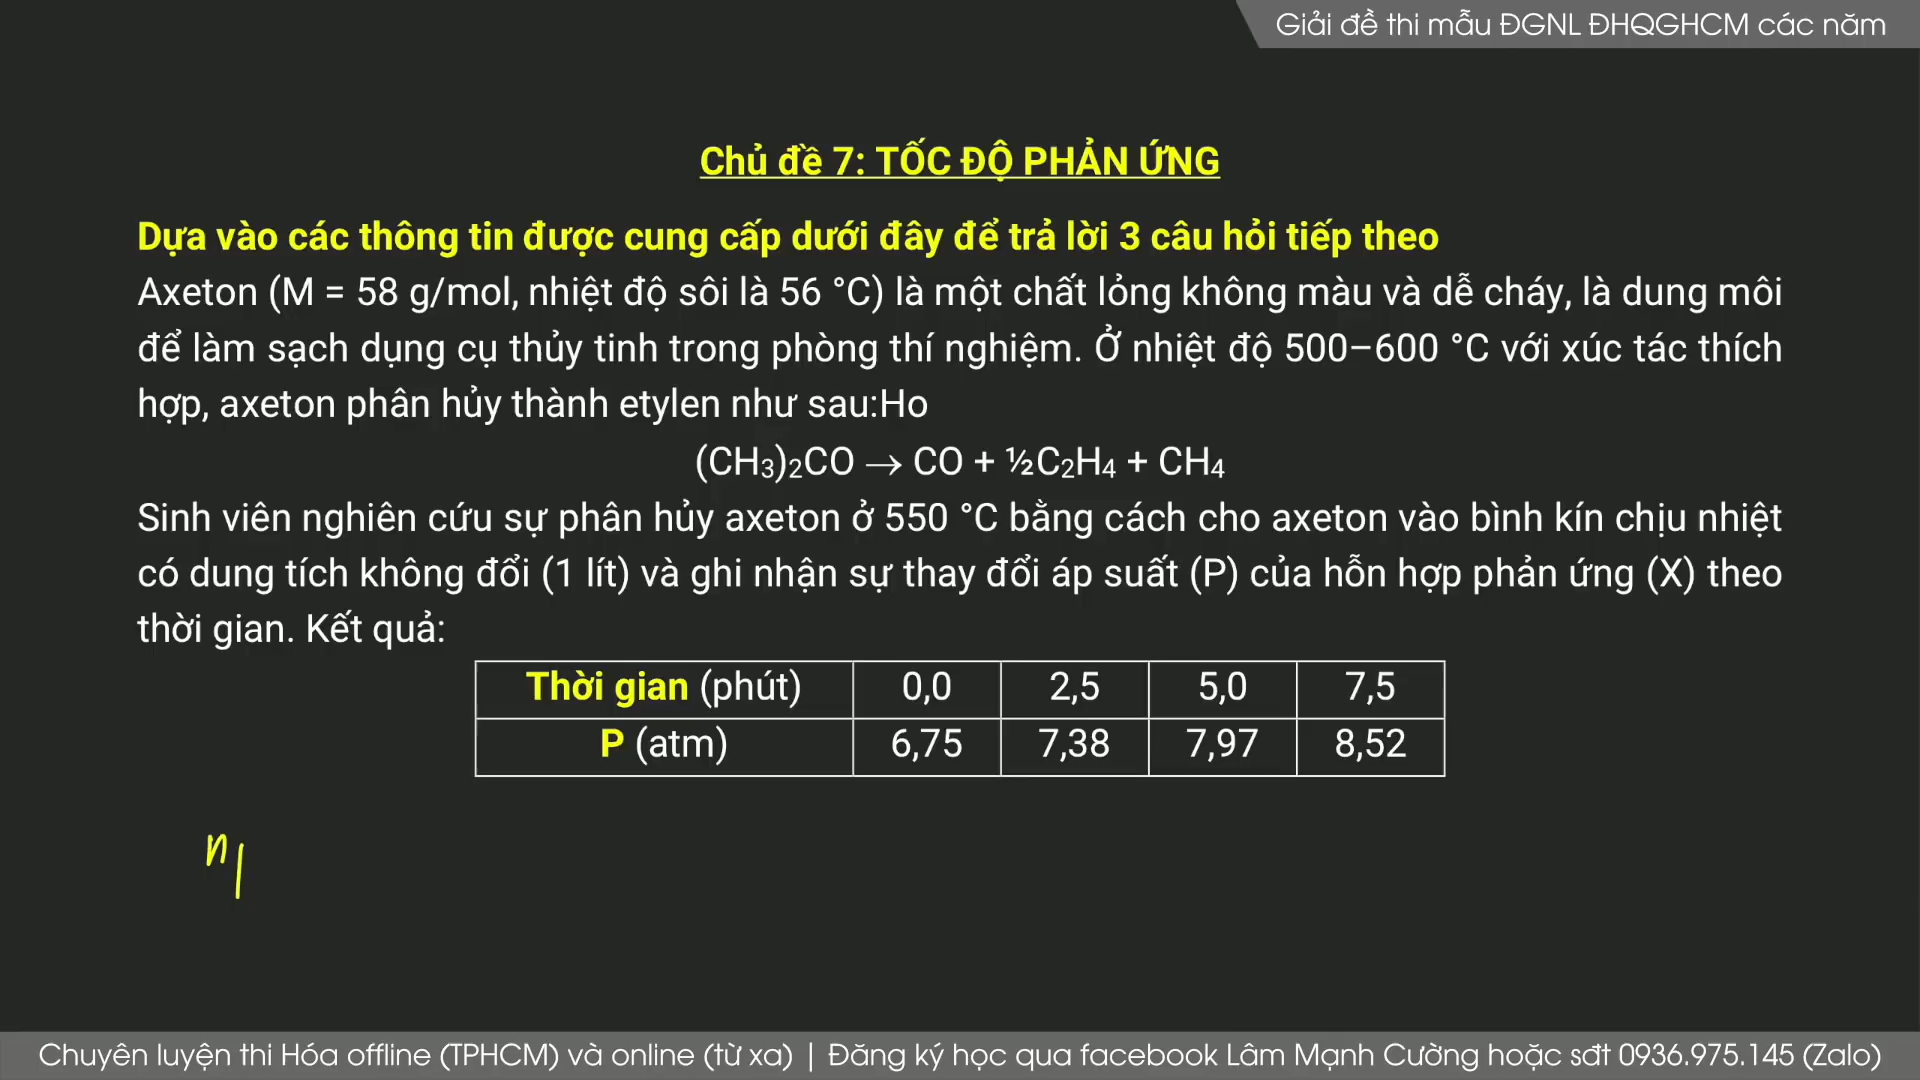 Giải đề thi mẫu ĐGNL ĐHQGHCM các năm
Chủ đề 7: TỐC ĐỘ PHẢN ỨNG
Dựa vào các thông tin được cung cấp dưới đây để trả lời 3 câu hỏi tiếp theo
Axeton (M = 58 g/mol, nhiệt độ sôi là 56 °C) là một chất lỏng không màu và dễ cháy, là dung môi
để làm sạch dụng cụ thủy tinh trong phòng thí nghiệm. Ở nhiệt độ 500–600 °C với xúc tác thích
hợp, axeton phân hủy thành etylen như sau:Ho
(CH₃)₂CO → CO + ½C₂H₄ + CH₄
Sinh viên nghiên cứu sự phân hủy axeton ở 550 °C bằng cách cho axeton vào bình kín chịu nhiệt
có dung tích không đổi (1 lít) và ghi nhận sự thay đổi áp suất (P) của hỗn hợp phản ứng (X) theo
thời gian. Kết quả:
Thời gian (phút) 0,0 2,5 5,0 7,5
P (atm) 6,75 7,38 7,97 8,52
n
Chuyên luyện thi Hóa offline (TPHCM) và online (từ xa) | Đăng ký học qua facebook Lâm Mạnh Cường hoặc sđt 0936.975.145 (Zalo)